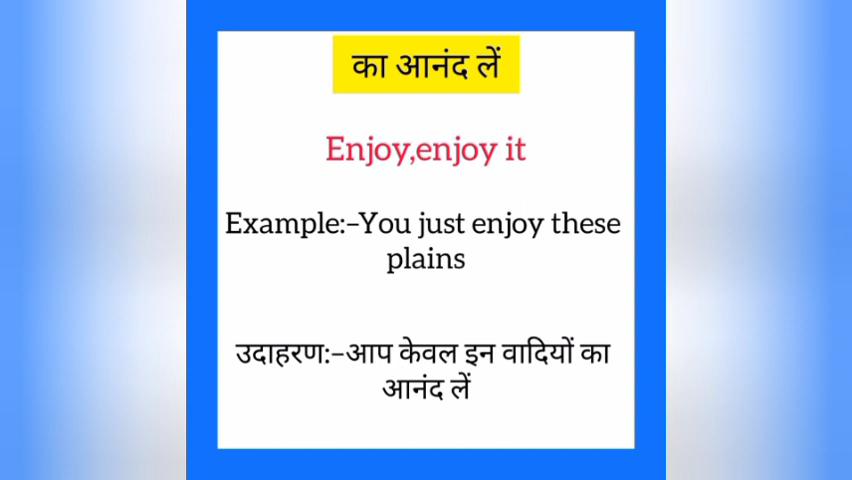 का आनंद लें
Enjoy,enjoy it
Example:–You just enjoy these
plains
उदाहरण:–आप केवल इन वादियों का
आनंद लें